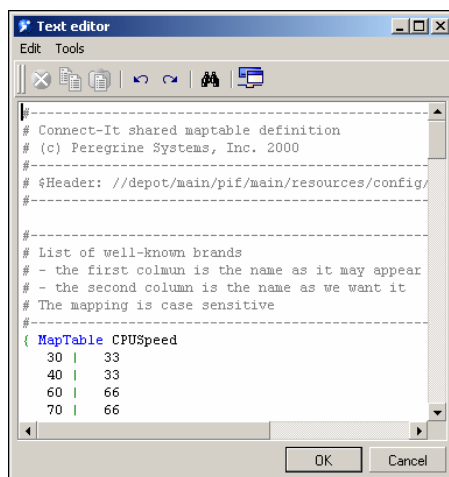 Text editor
Edit Tools
#--------------------------------------------------
# Connect-It shared maptable definition
# (c) Peregrine Systems, Inc. 2000
#--------------------------------------------------
# $Header: //depot/main/pif/main/resources/config/
#--------------------------------------------------
#--------------------------------------------------
# List of well-known brands
# - the first colmun is the name as it may appear
# - the second column is the name as we want it
# The mapping is case sensitive
#--------------------------------------------------
{ MapTable CPUSpeed
30 | 33
40 | 33
60 | 66
70 | 66
OK Cancel